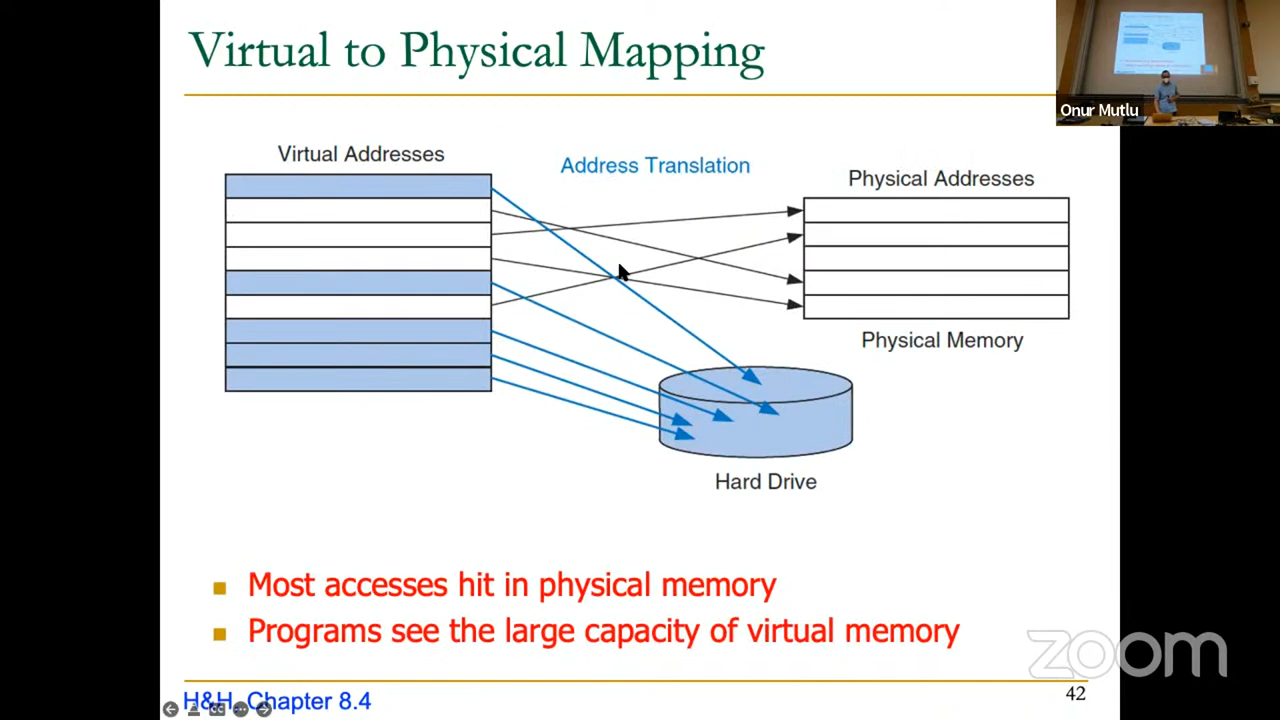 Virtual to Physical Mapping
Onur Mutlu
Virtual Addresses
Address Translation
Physical Addresses
Physical Memory
Hard Drive
Most accesses hit in physical memory
Programs see the large capacity of virtual memory
zoom
H&H, Chapter 8.4
42